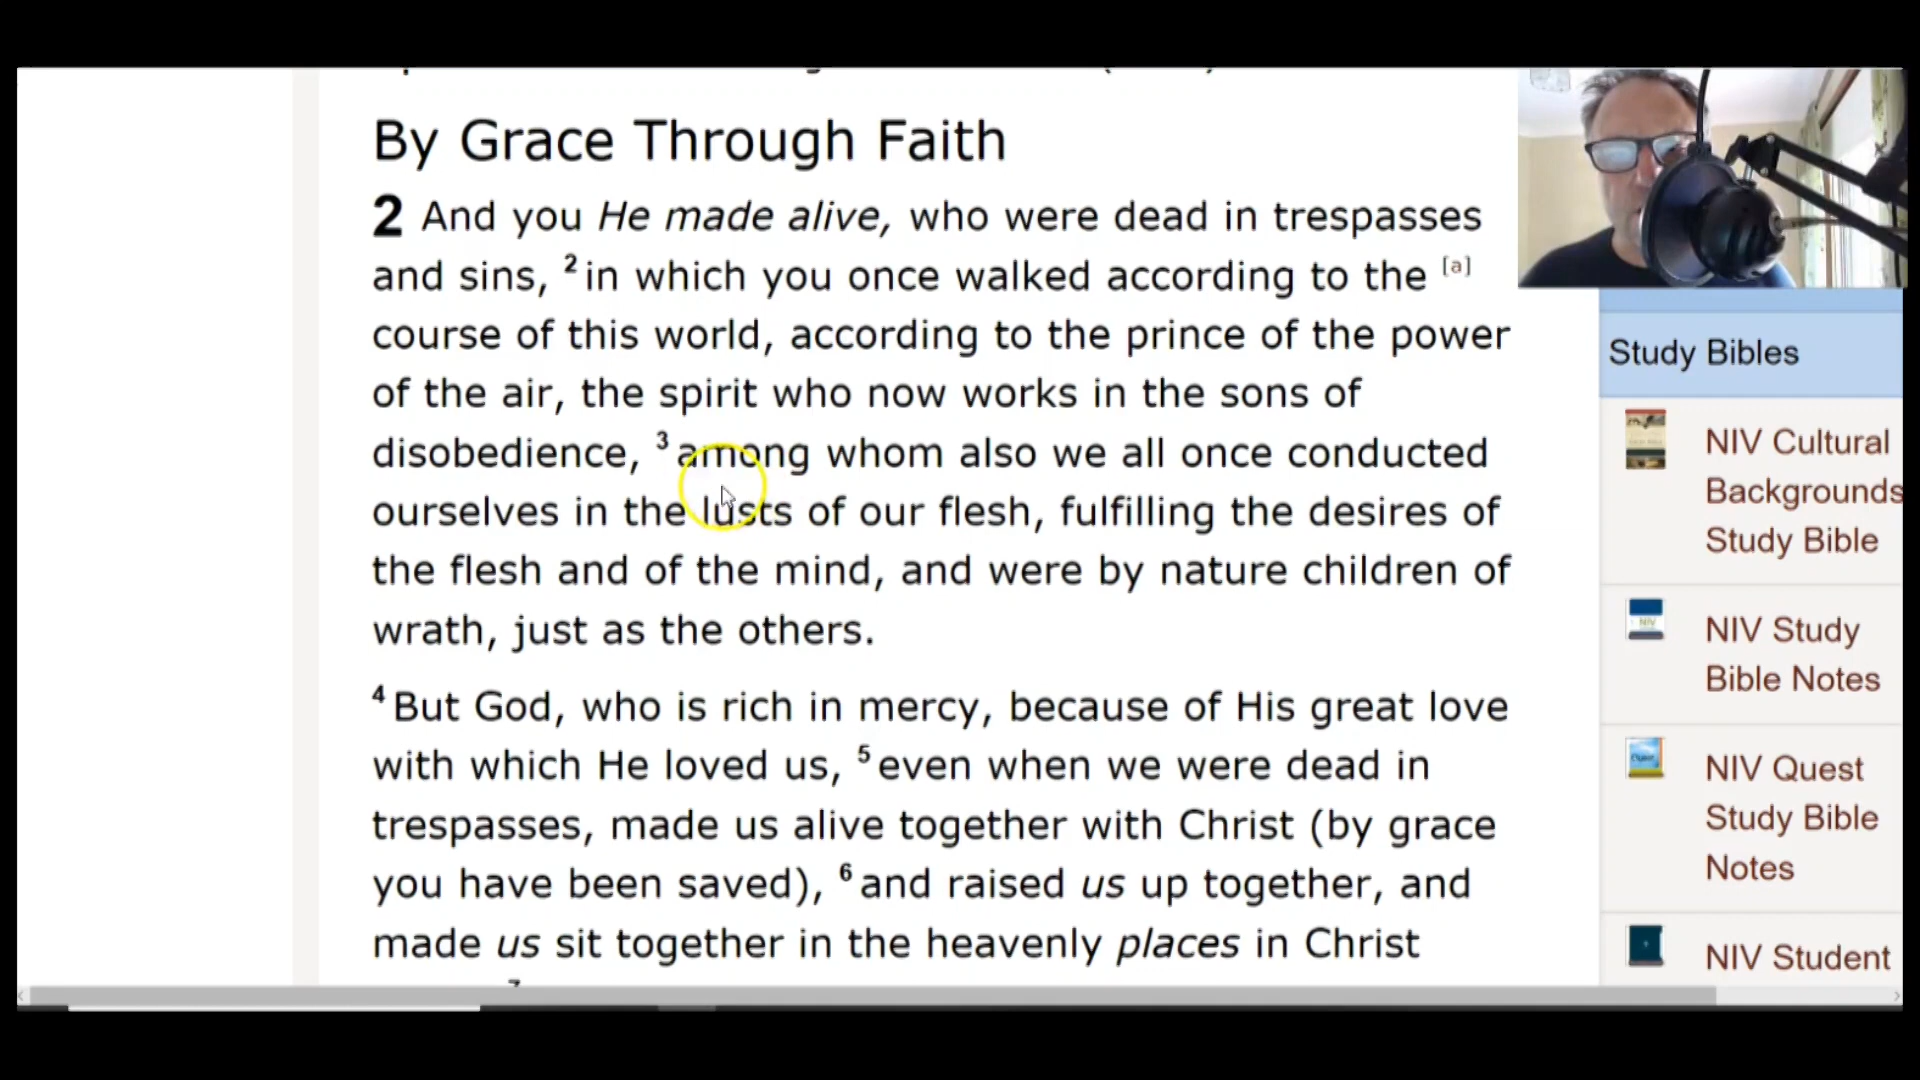 By Grace Through Faith
2 And you He made alive, who were dead in trespasses
and sins, 2 in which you once walked according to the [a]
course of this world, according to the prince of the power
of the air, the spirit who now works in the sons of
disobedience, 3 among whom also we all once conducted
ourselves in the lusts of our flesh, fulfilling the desires of
the flesh and of the mind, and were by nature children of
wrath, just as the others.
4 But God, who is rich in mercy, because of His great love
with which He loved us, 5 even when we were dead in
trespasses, made us alive together with Christ (by grace
you have been saved), 6 and raised us up together, and
made us sit together in the heavenly places in Christ
Study Bibles
NIV Cultural
Backgrounds
Study Bible
NIV Study
Bible Notes
NIV Quest
Study Bible
Notes
NIV Student